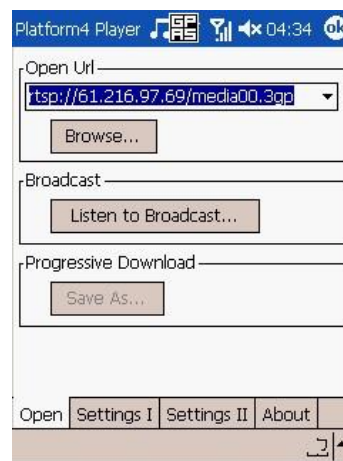 Platform4 Player GPRS 04:34 ok
Open Url
rtsp://61.216.97.69/media00.3gp
Browse...
Broadcast
Listen to Broadcast...
Progressive Download
Save As...
Open Settings I Settings II About